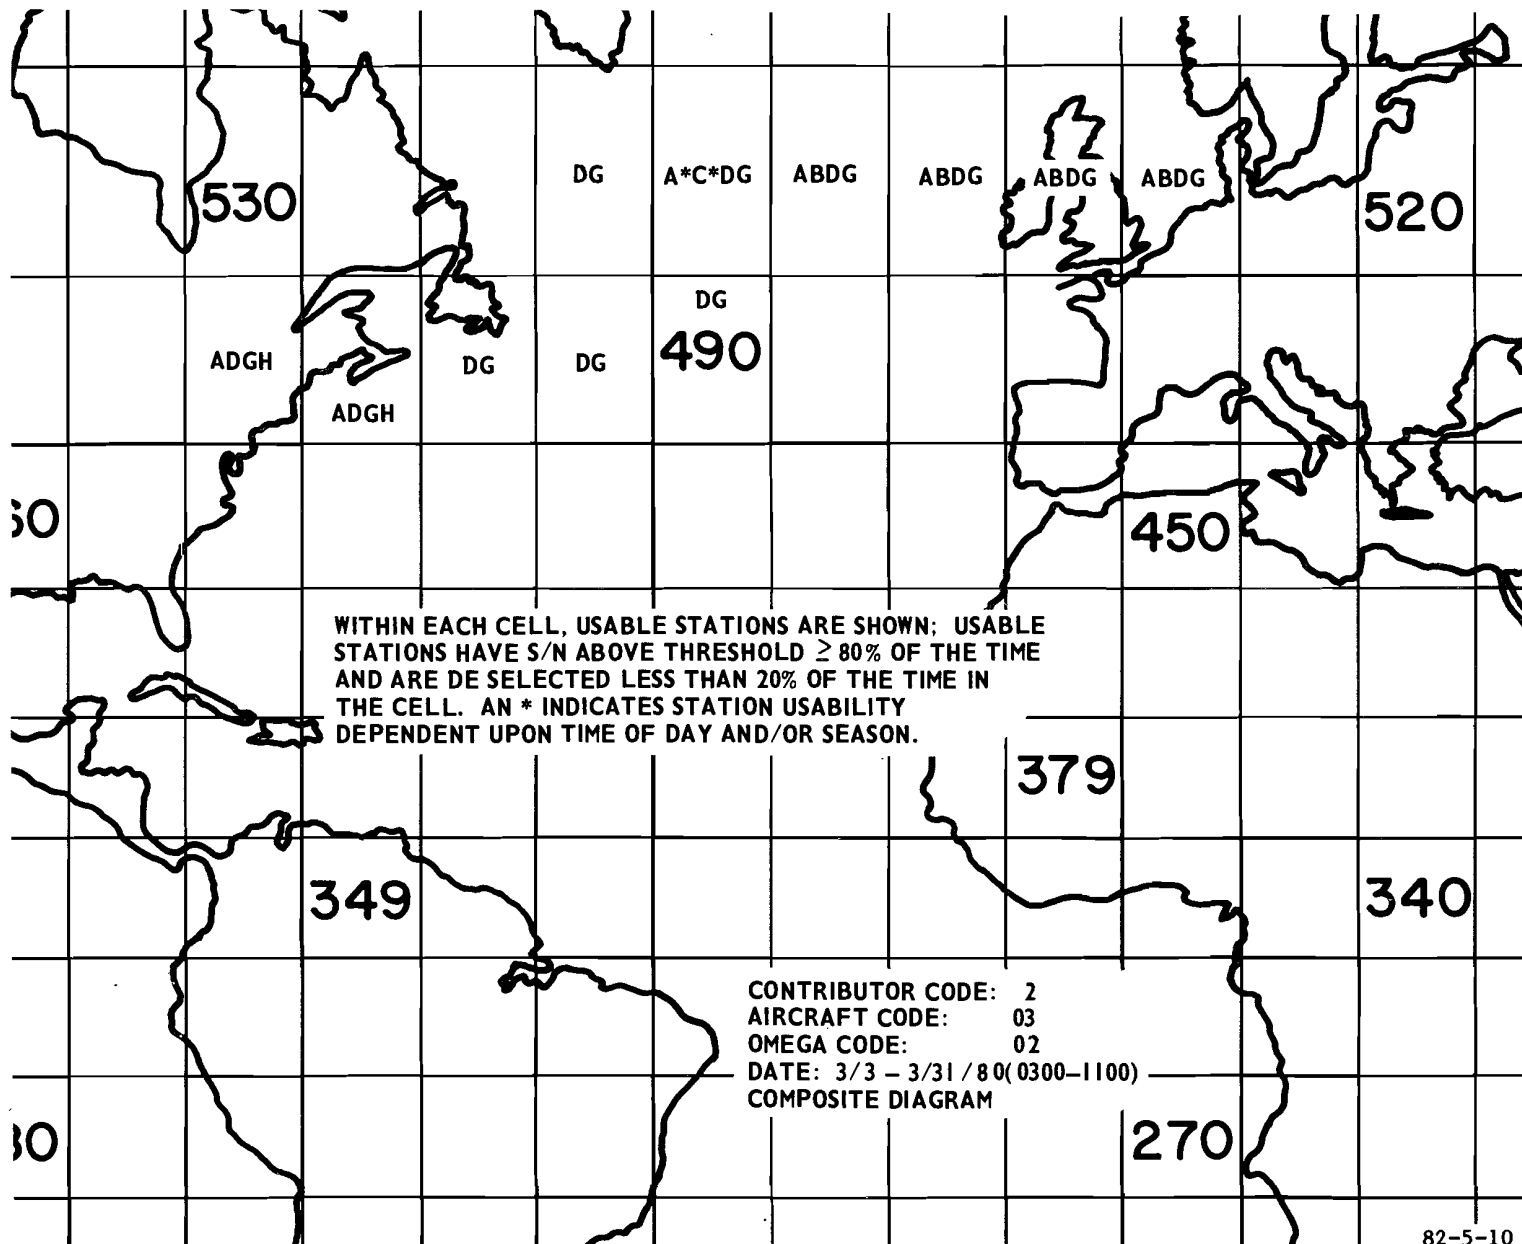 DG A*C*DG ABDG ABDG ABDG ABDG
530 520
DG
490
ADGH DG DG
ADGH
450
WITHIN EACH CELL, USABLE STATIONS ARE SHOWN; USABLE
STATIONS HAVE S/N ABOVE THRESHOLD ≥ 80% OF THE TIME
AND ARE DE SELECTED LESS THAN 20% OF THE TIME IN
THE CELL. AN * INDICATES STATION USABILITY
DEPENDENT UPON TIME OF DAY AND/OR SEASON.
379
349 340
CONTRIBUTOR CODE: 2
AIRCRAFT CODE: 03
OMEGA CODE: 02
DATE: 3/3 – 3/31/80(0300–1100)
COMPOSITE DIAGRAM
270
82-5-10